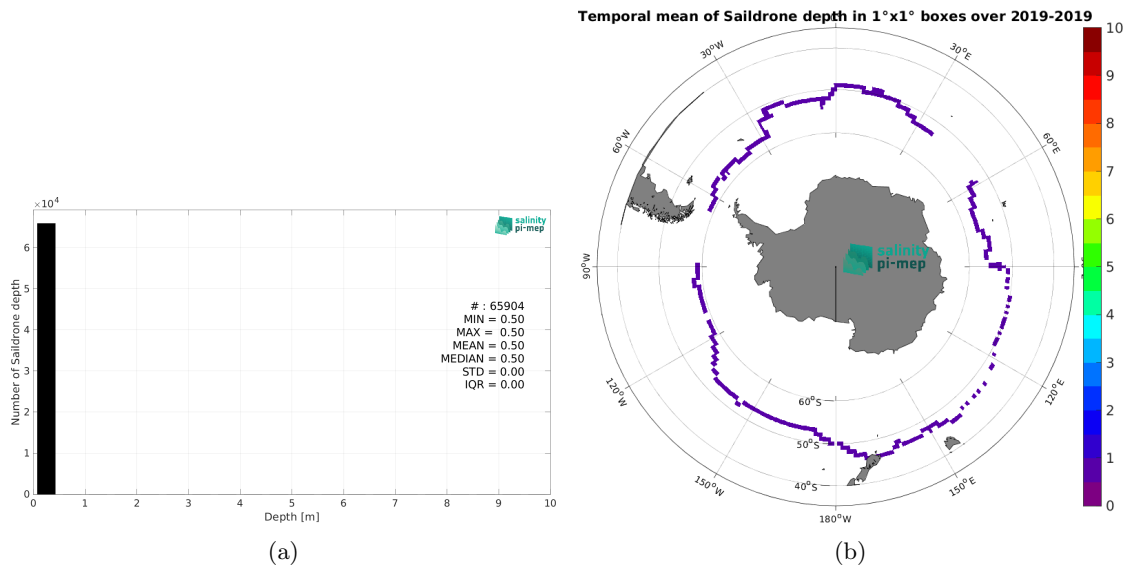 ×10⁴
6
5
4
3
2
1
0
Number of Saildrone depth
salinity
pi-mep
# : 65904
MIN = 0.50
MAX = 0.50
MEAN = 0.50
MEDIAN = 0.50
STD = 0.00
IQR = 0.00
0 1 2 3 4 5 6 7 8 9 10
Depth [m]
(a)
Temporal mean of Saildrone depth in 1°x1° boxes over 2019-2019
30°W
30°E
60°W
60°E
90°W
salinity
pi-mep
120°W
120°E
60°S
50°S
40°S
150°W
150°E
180°W
10
9
8
7
6
5
4
3
2
1
0
(b)